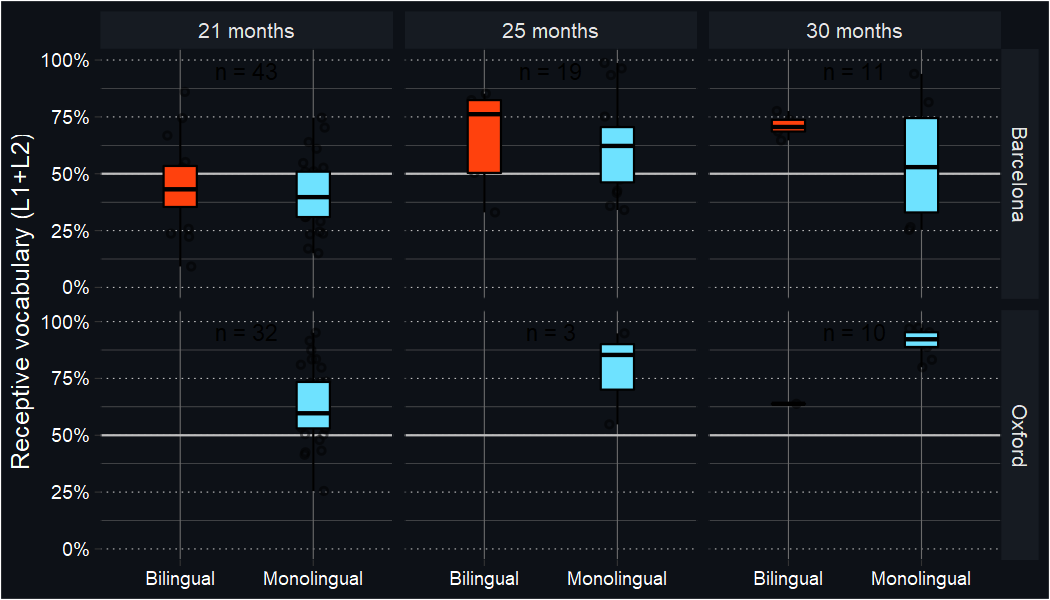 21 months
25 months
30 months
Receptive vocabulary (L1+L2)
100%
75%
50%
25%
0%
n = 43
n = 19
n = 11
Barcelona
100%
75%
50%
25%
0%
n = 32
n = 3
n = 10
Oxford
Bilingual
Monolingual
Bilingual
Monolingual
Bilingual
Monolingual